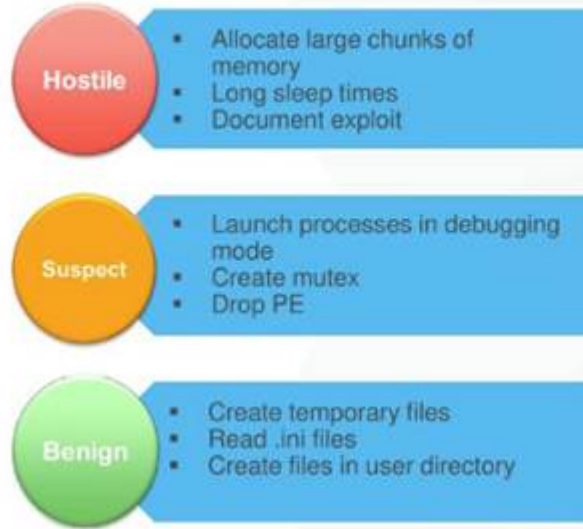 Hostile
▪ Allocate large chunks of
memory
▪ Long sleep times
▪ Document exploit
Suspect
▪ Launch processes in debugging
mode
▪ Create mutex
▪ Drop PE
Benign
▪ Create temporary files
▪ Read .ini files
▪ Create files in user directory